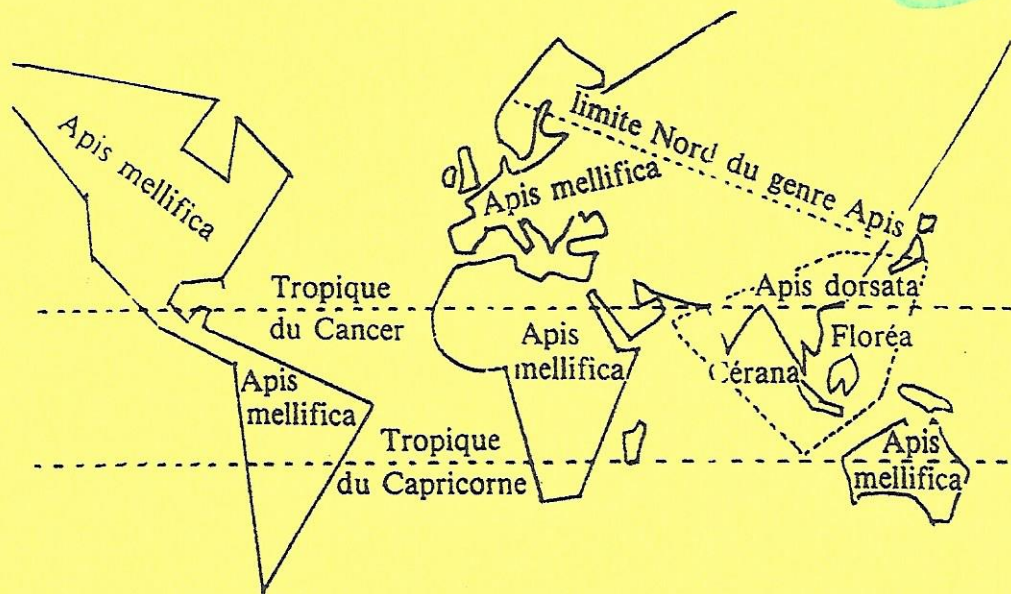 Apis mellifica
limite Nord du genre Apis
Apis mellifica
Tropique
du Cancer
Apis dorsata
Floréa
Cérana
Apis
mellifica
Apis
mellifica
Tropique
du Capricorne
Apis
mellifica